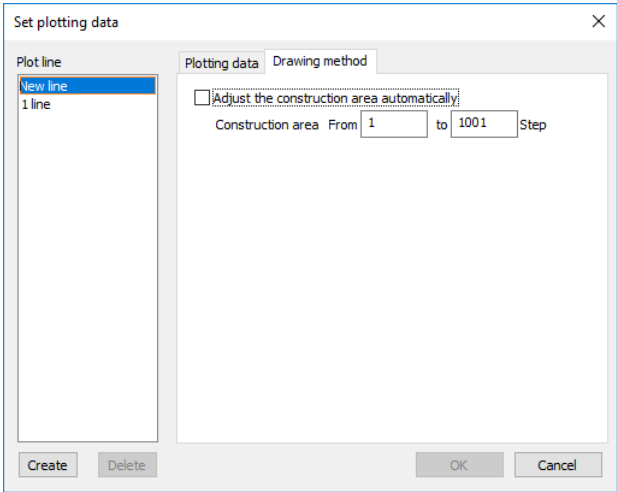 Set plotting data
Plot line
New line
1 line
Plotting data Drawing method
Adjust the construction area automatically
Construction area From 1 to 1001 Step
Create Delete OK Cancel